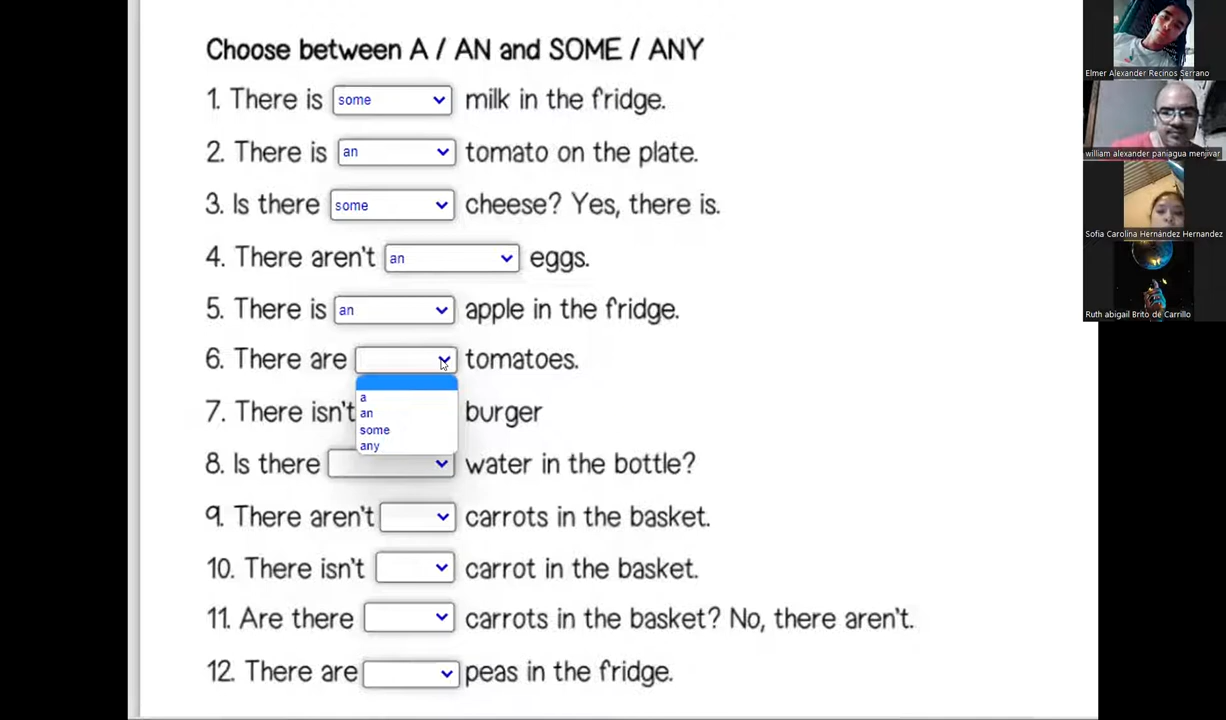 Choose between A / AN and SOME / ANY
1. There is some milk in the fridge.
2. There is an tomato on the plate.
3. Is there some cheese? Yes, there is.
4. There aren't an eggs.
5. There is an apple in the fridge.
6. There are tomatoes.
a
an
some
any
7. There isn't burger
8. Is there water in the bottle?
9. There aren't carrots in the basket.
10. There isn't carrot in the basket.
11. Are there carrots in the basket? No, there aren't.
12. There are peas in the fridge.
Elmer Alexander Recinos Serrano
william alexander paniagua menjivar
Sofia Carolina Hernández Hernandez
Ruth abigail Brito de Carrillo